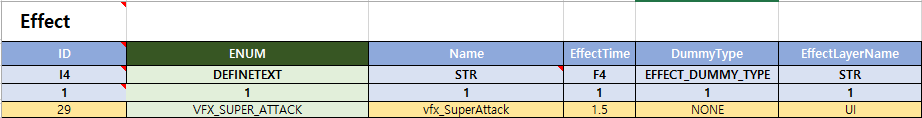 Effect
ID ENUM Name EffectTime DummyType EffectLayerName
I4 DEFINETEXT STR F4 EFFECT_DUMMY_TYPE STR
1 1 1 1 1 1
29 VFX_SUPER_ATTACK vfx_SuperAttack 1.5 NONE UI